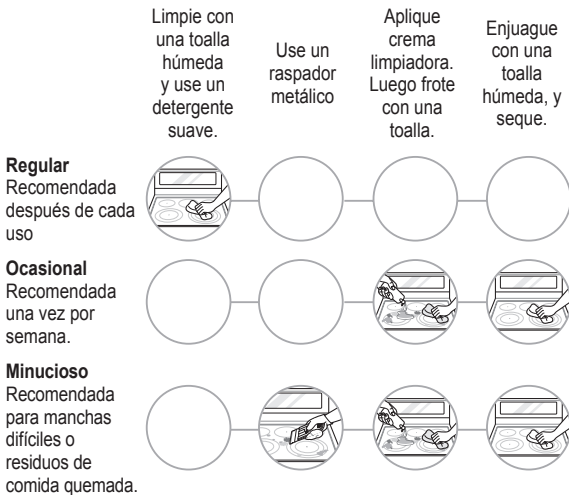 Limpie con
una toalla
húmeda
y use un
detergente
suave.
Use un
raspador
metálico
Aplique
crema
limpiadora.
Luego frote
con una
toalla.
Enjuague
con una
toalla
húmeda, y
seque.
Regular
Recomendada
después de cada
uso
Ocasional
Recomendada
una vez por
semana.
Minucioso
Recomendada
para manchas
difíciles o
residuos de
comida quemada.